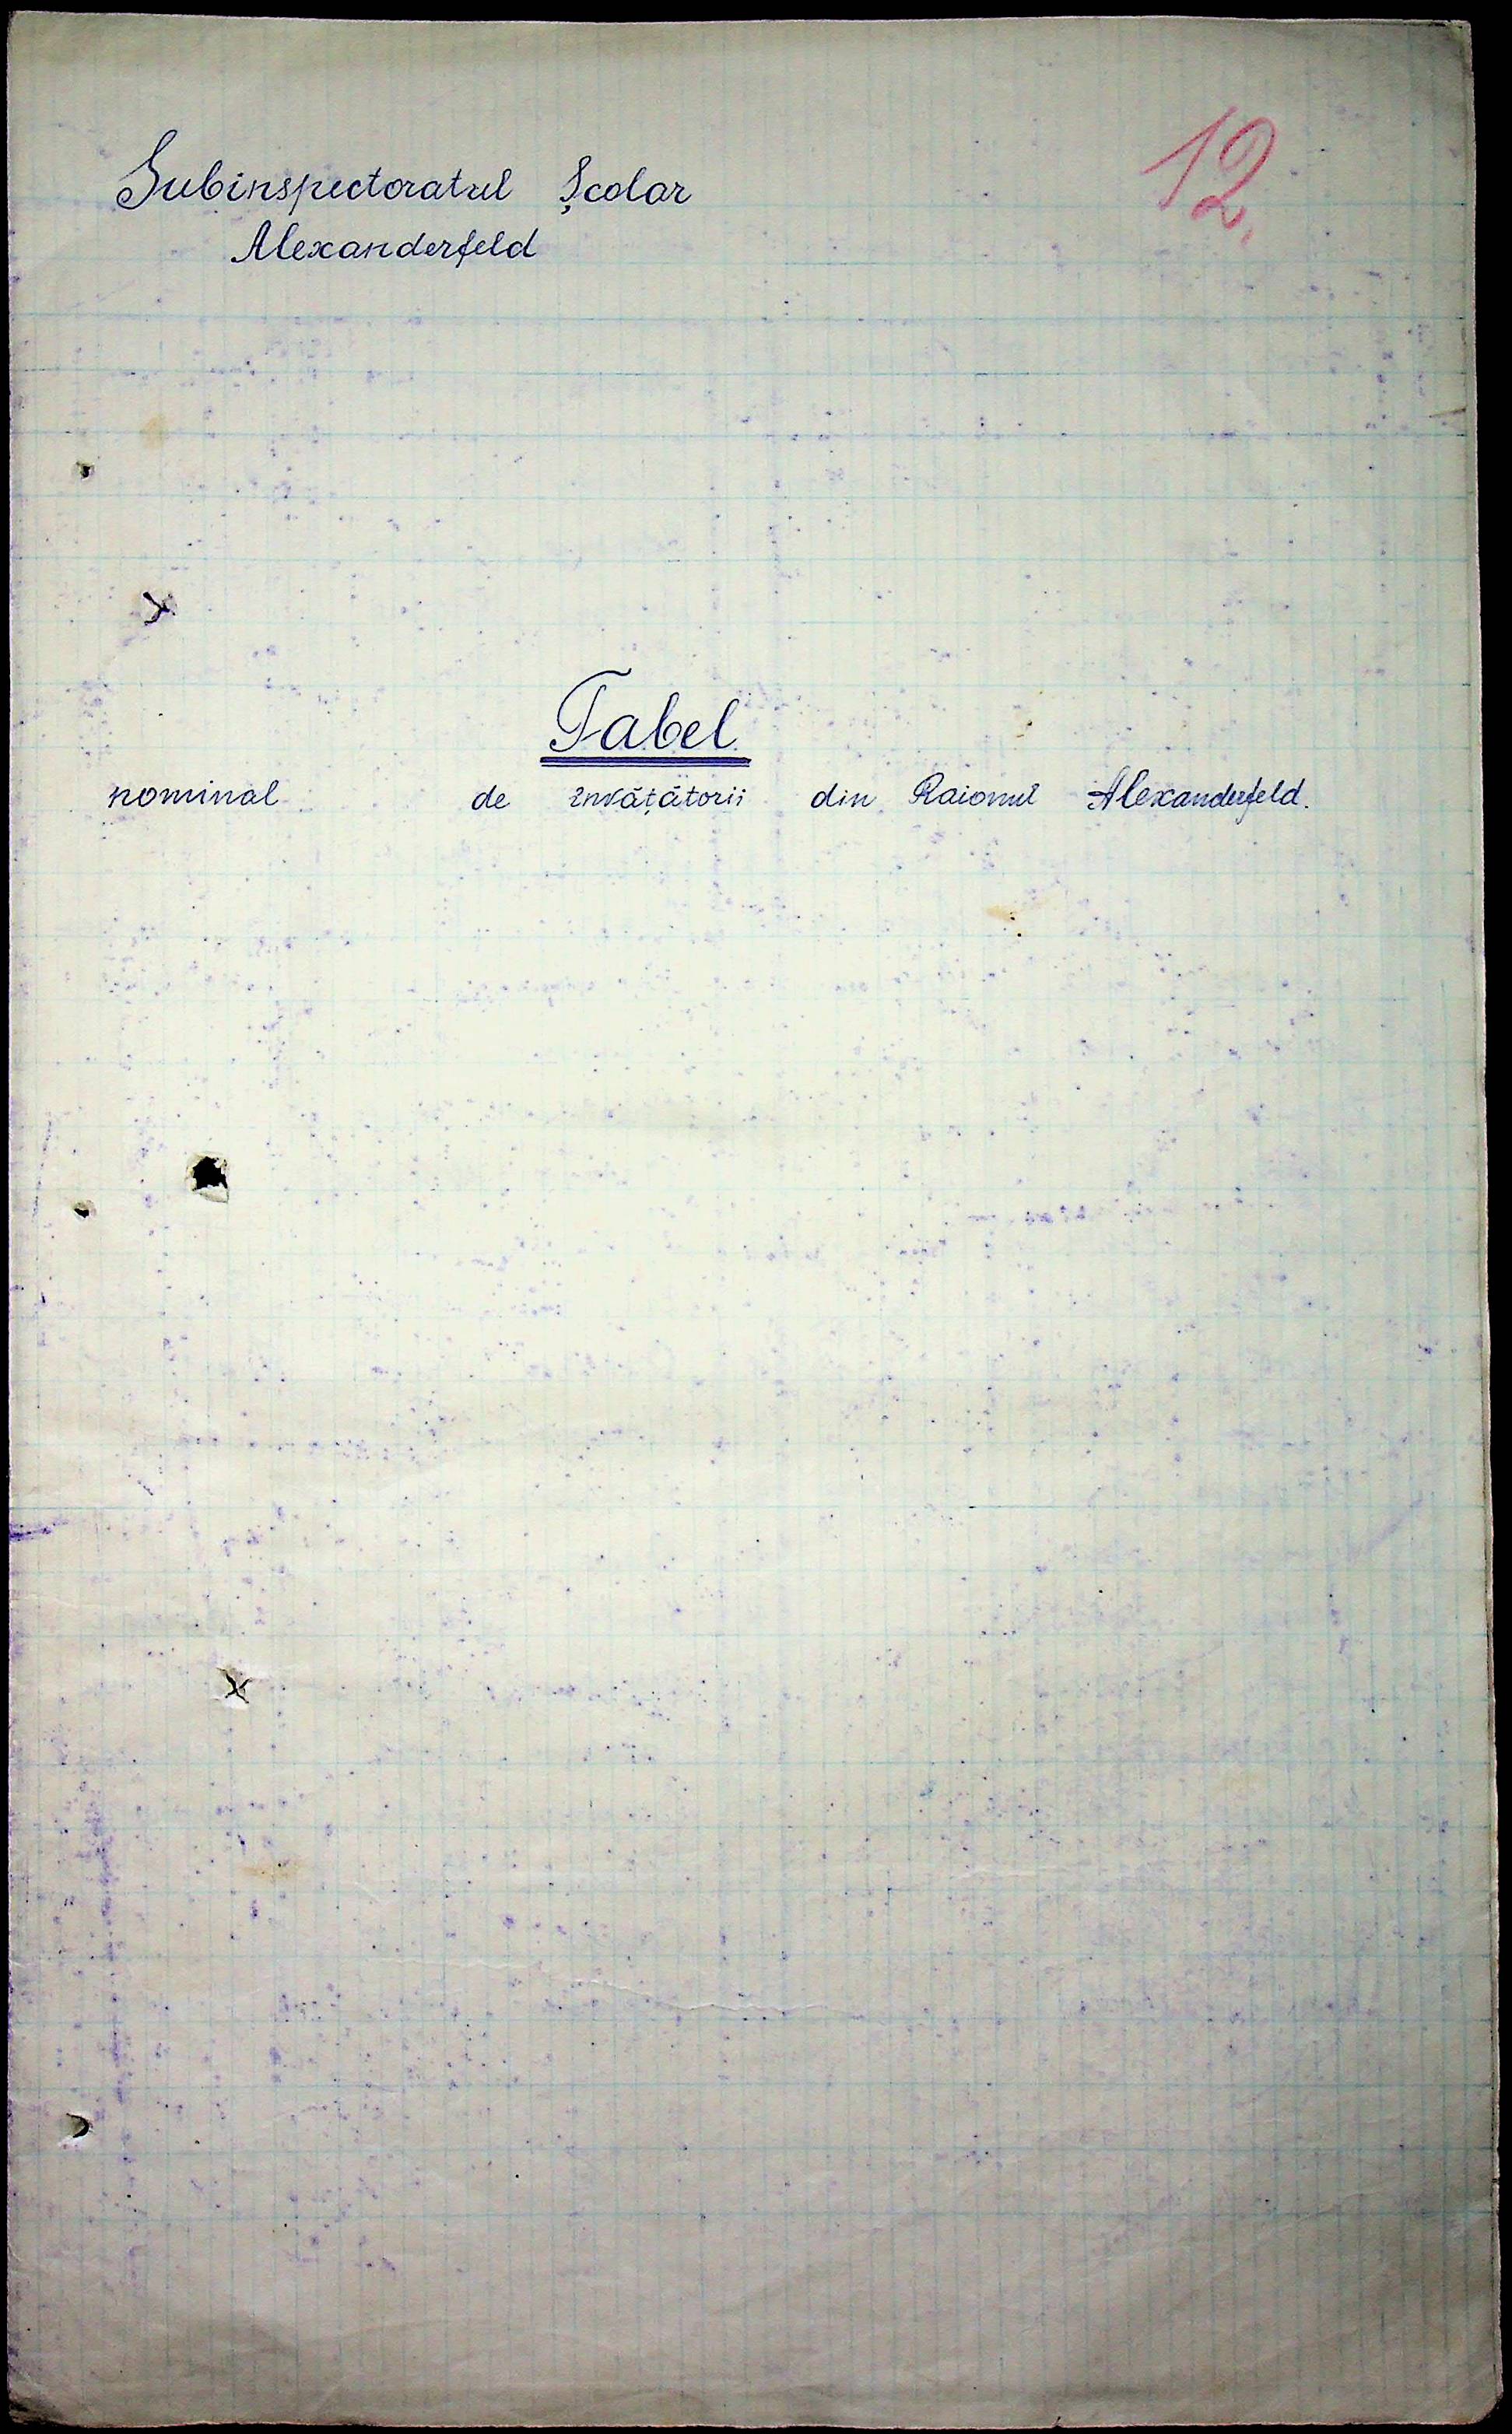 Subinspectoratul Școlar
12.
Alexanderfeld
Tabel
nominal de învățătorii din Raionul Alexanderfeld.